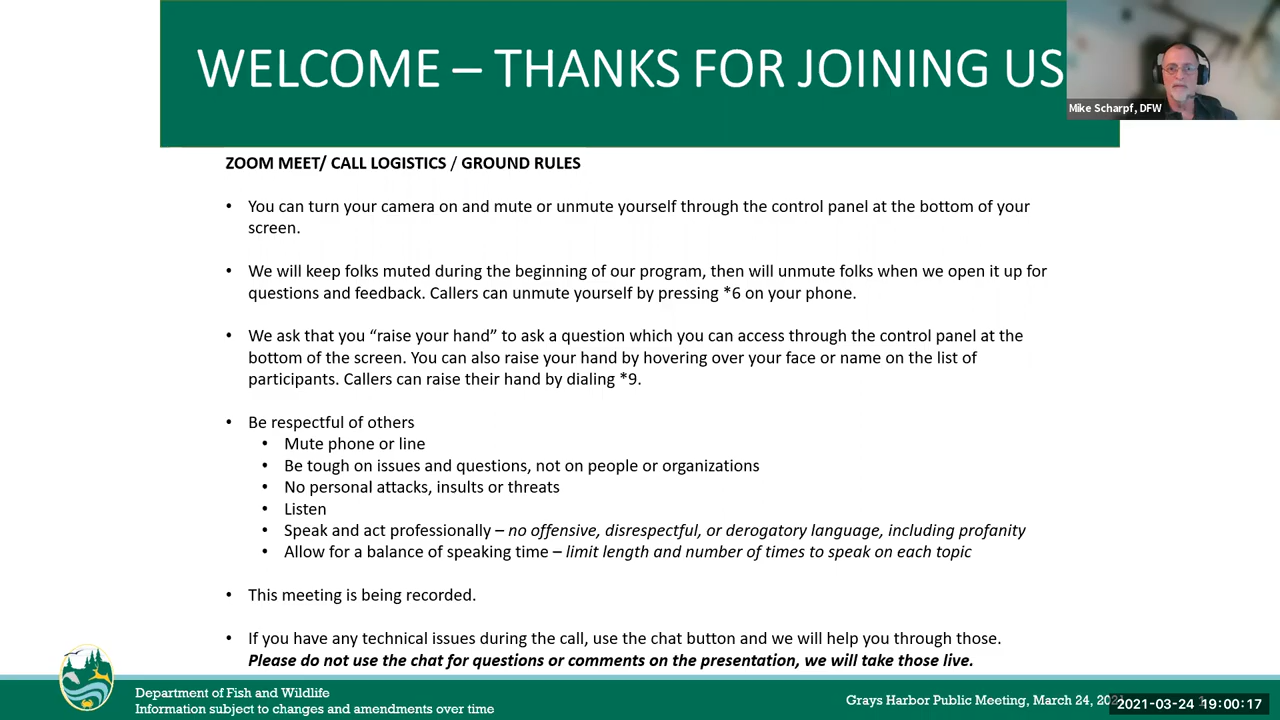 WELCOME – THANKS FOR JOINING US
Mike Scharpf, DFW
ZOOM MEET/ CALL LOGISTICS / GROUND RULES
• You can turn your camera on and mute or unmute yourself through the control panel at the bottom of your
screen.
• We will keep folks muted during the beginning of our program, then will unmute folks when we open it up for
questions and feedback. Callers can unmute yourself by pressing *6 on your phone.
• We ask that you “raise your hand” to ask a question which you can access through the control panel at the
bottom of the screen. You can also raise your hand by hovering over your face or name on the list of
participants. Callers can raise their hand by dialing *9.
• Be respectful of others
• Mute phone or line
• Be tough on issues and questions, not on people or organizations
• No personal attacks, insults or threats
• Listen
• Speak and act professionally – no offensive, disrespectful, or derogatory language, including profanity
• Allow for a balance of speaking time – limit length and number of times to speak on each topic
• This meeting is being recorded.
• If you have any technical issues during the call, use the chat button and we will help you through those.
Please do not use the chat for questions or comments on the presentation, we will take those live.
Department of Fish and Wildlife
Information subject to changes and amendments over time
Grays Harbor Public Meeting, March 24, 2021
2021-03-24 19:00:17